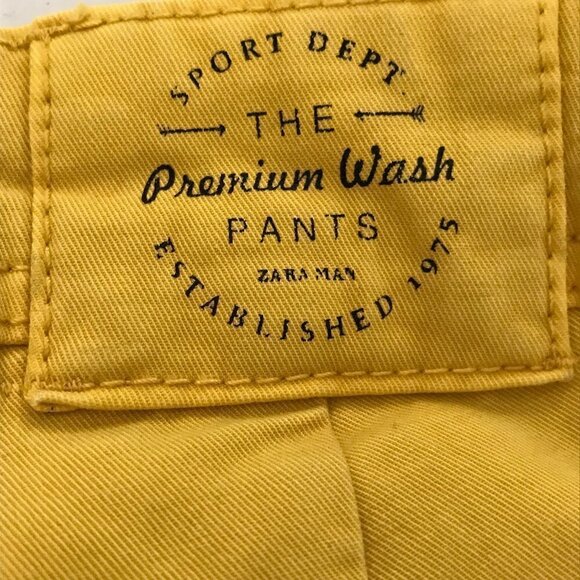 SPORT DEPT.
THE
Premium Wash
PANTS
ZARA MAN
ESTABLISHED 1975